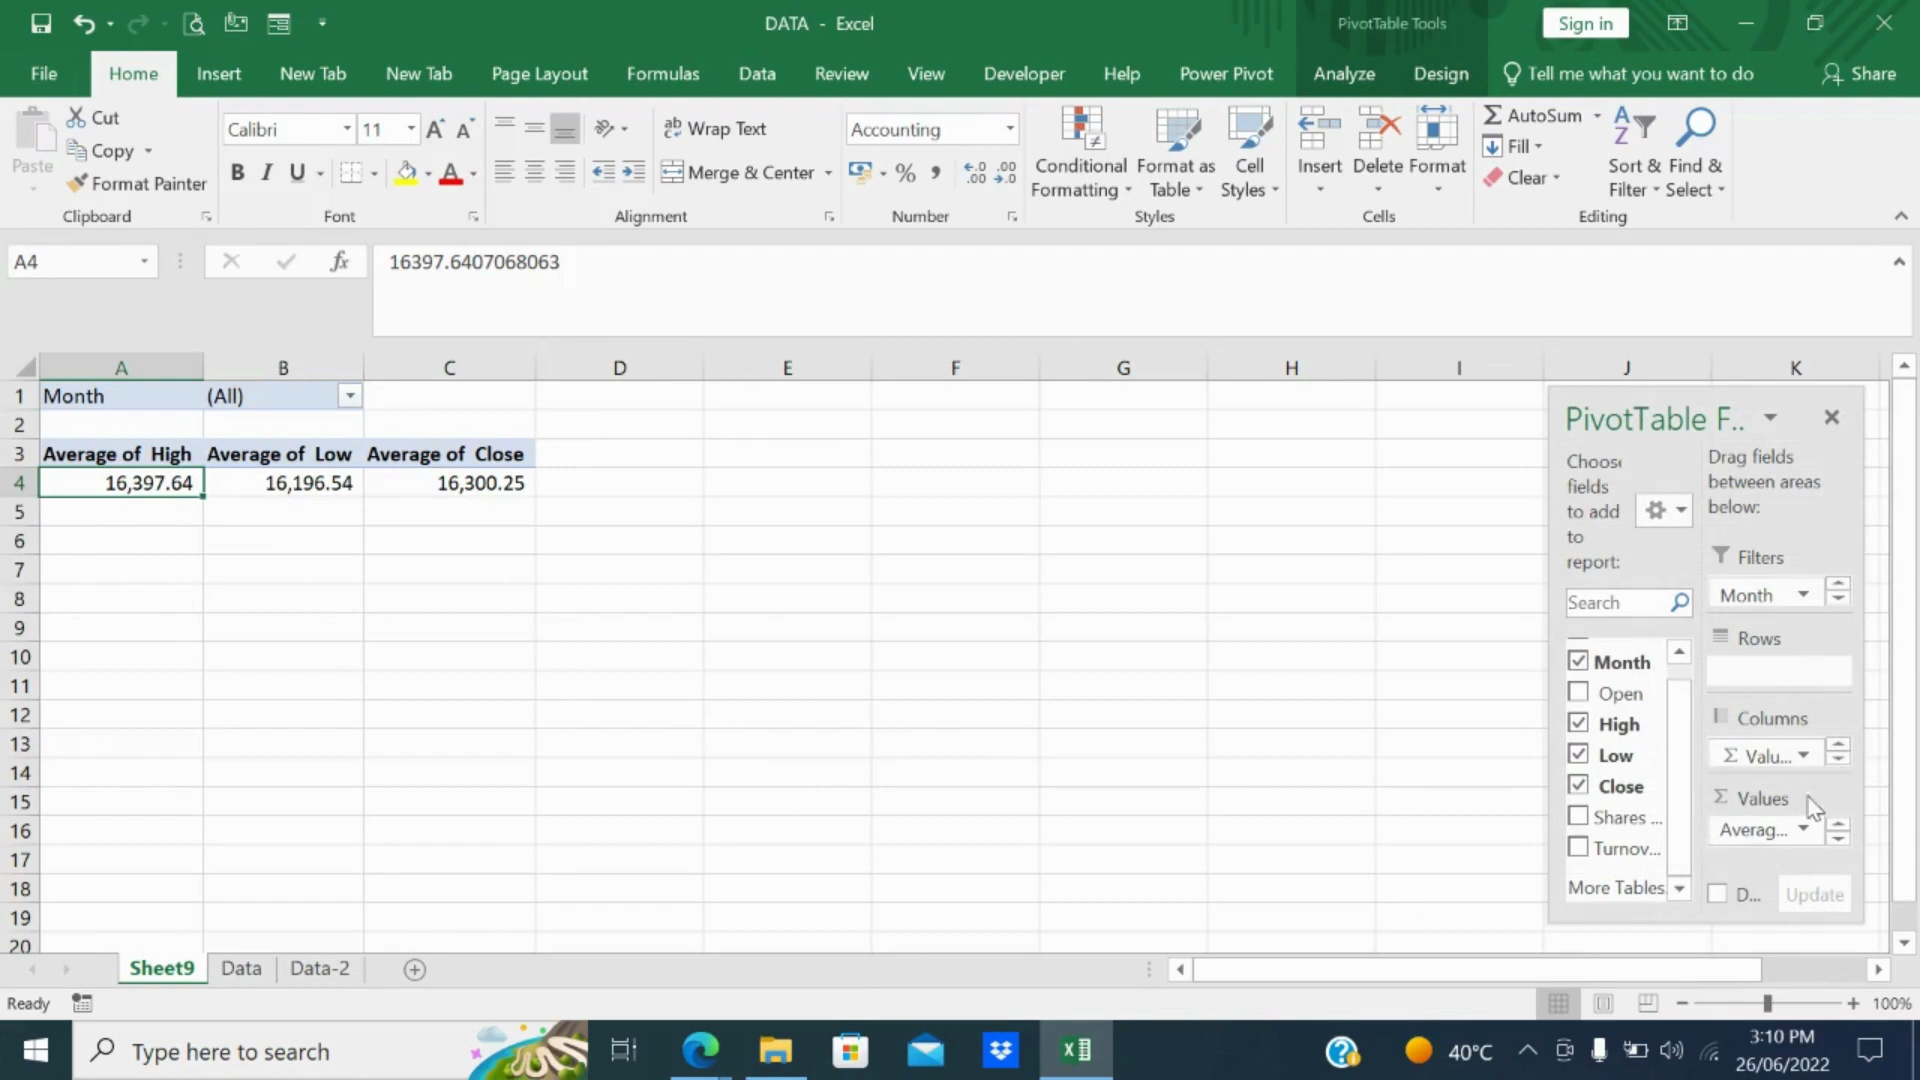 DATA - Excel
PivotTable Tools
Sign in
File Home Insert New Tab New Tab Page Layout Formulas Data Review View Developer Help Power Pivot Analyze Design Tell me what you want to do Share
Paste
Cut
Copy
Format Painter
Clipboard
Calibri 11
B I U
Font
Wrap Text
Merge & Center
Alignment
Accounting
Number
Conditional Formatting
Format as Table
Cell Styles
Styles
Insert Delete Format
Cells
AutoSum
Fill
Clear
Sort & Filter
Find & Select
Editing
A4
fx
16397.6407068063
A B C D E F G H I J K
1 Month (All)
2
3 Average of High Average of Low Average of Close
4 16,397.64 16,196.54 16,300.25
5
6
7
8
9
10
11
12
13
14
15
16
17
18
19
20
PivotTable F..
Choose
fields
to add
to
report:
Search
Month
Open
High
Low
Close
Shares ...
Turnov...
More Tables.
Drag fields
between areas
below:
Filters
Month
Rows
Columns
Σ Valu...
Σ Values
Averag...
D...
Update
Sheet9 Data Data-2
Ready
100%
Type here to search
40°C
3:10 PM
26/06/2022